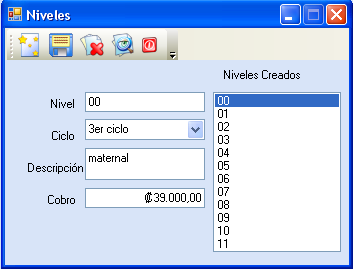 Niveles
Niveles Creados
Nivel 00
Ciclo 3er ciclo
Descripción maternal
Cobro ₡39.000,00
00
01
02
03
04
05
06
07
08
09
10
11